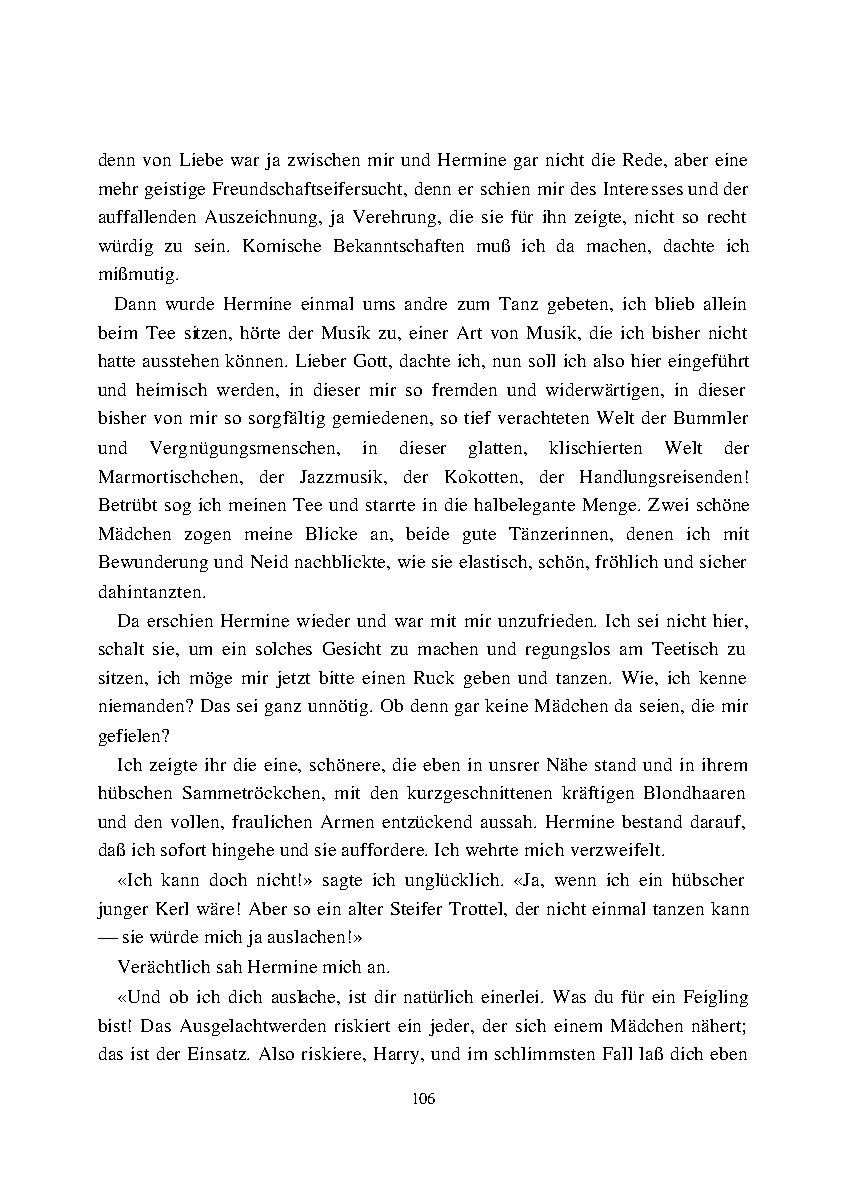 denn von Liebe war ja zwischen mir und Hermine gar nicht die Rede, aber eine
mehr geistige Freundschaftseifersucht, denn er schien mir des Interesses und der
auffallenden Auszeichnung, ja Verehrung, die sie für ihn zeigte, nicht so recht
würdig zu sein. Komische Bekanntschaften muß ich da machen, dachte ich
mißmutig.
Dann wurde Hermine einmal ums andre zum Tanz gebeten, ich blieb allein
beim Tee sitzen, hörte der Musik zu, einer Art von Musik, die ich bisher nicht
hatte ausstehen können. Lieber Gott, dachte ich, nun soll ich also hier eingeführt
und heimisch werden, in dieser mir so fremden und widerwärtigen, in dieser
bisher von mir so sorgfältig gemiedenen, so tief verachteten Welt der Bummler
und Vergnügungsmenschen, in dieser glatten, klischierten Welt der
Marmortischchen, der Jazzmusik, der Kokotten, der Handlungsreisenden!
Betrübt sog ich meinen Tee und starrte in die halbelegante Menge. Zwei schöne
Mädchen zogen meine Blicke an, beide gute Tänzerinnen, denen ich mit
Bewunderung und Neid nachblickte, wie sie elastisch, schön, fröhlich und sicher
dahintanzten.
Da erschien Hermine wieder und war mit mir unzufrieden. Ich sei nicht hier,
schalt sie, um ein solches Gesicht zu machen und regungslos am Teetisch zu
sitzen, ich möge mir jetzt bitte einen Ruck geben und tanzen. Wie, ich kenne
niemanden? Das sei ganz unnötig. Ob denn gar keine Mädchen da seien, die mir
gefielen?
Ich zeigte ihr die eine, schönere, die eben in unsrer Nähe stand und in ihrem
hübschen Sammetröckchen, mit den kurzgeschnittenen kräftigen Blondhaaren
und den vollen, fraulichen Armen entzückend aussah. Hermine bestand darauf,
daß ich sofort hingehe und sie auffordere. Ich wehrte mich verzweifelt.
«Ich kann doch nicht!» sagte ich unglücklich. «Ja, wenn ich ein hübscher
junger Kerl wäre! Aber so ein alter Steifer Trottel, der nicht einmal tanzen kann
— sie würde mich ja auslachen!»
Verächtlich sah Hermine mich an.
«Und ob ich dich auslache, ist dir natürlich einerlei. Was du für ein Feigling
bist! Das Ausgelachtwerden riskiert ein jeder, der sich einem Mädchen nähert;
das ist der Einsatz. Also riskiere, Harry, und im schlimmsten Fall laß dich eben
106